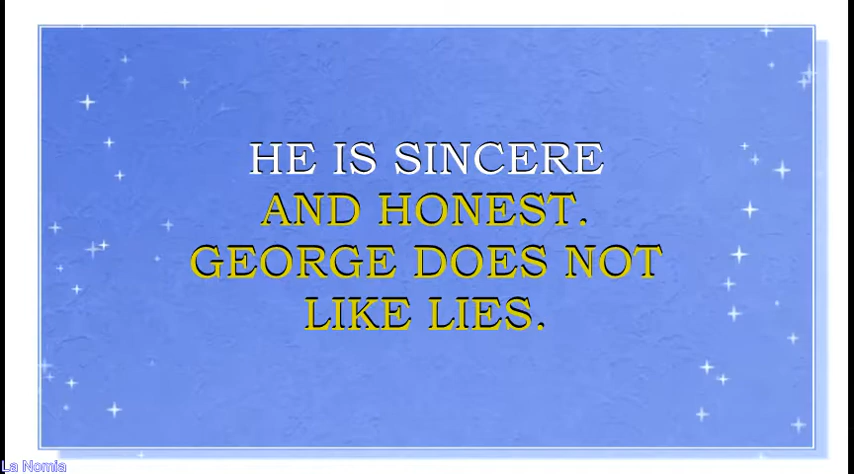 HE IS SINCERE
AND HONEST.
GEORGE DOES NOT
LIKE LIES.
La Nomia